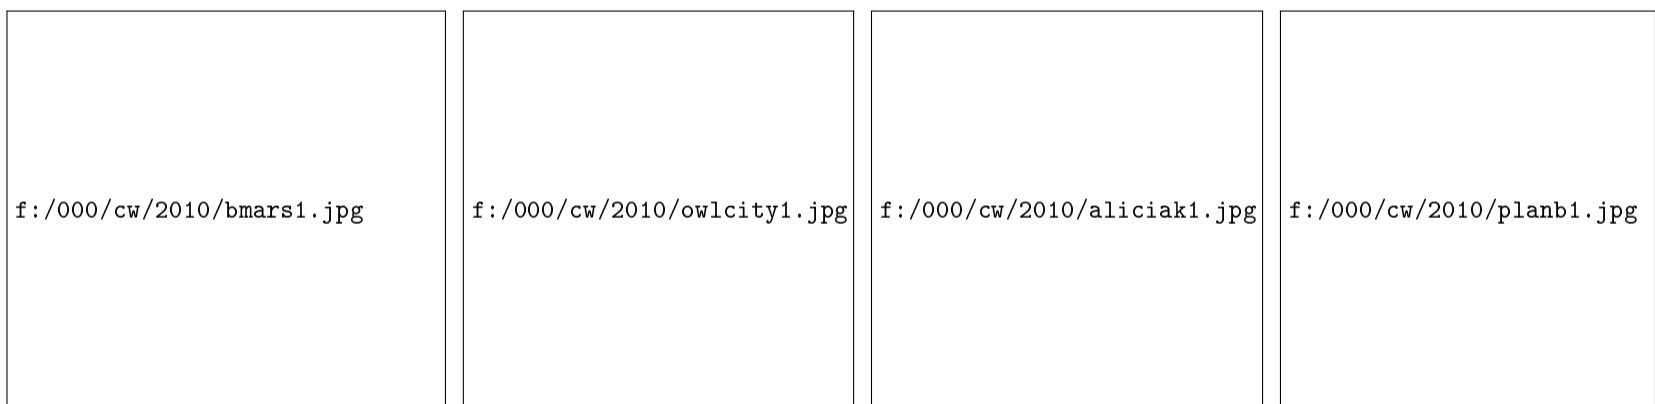 f:/000/cw/2010/bmars1.jpg
f:/000/cw/2010/owlcity1.jpg
f:/000/cw/2010/aliciak1.jpg
f:/000/cw/2010/planb1.jpg